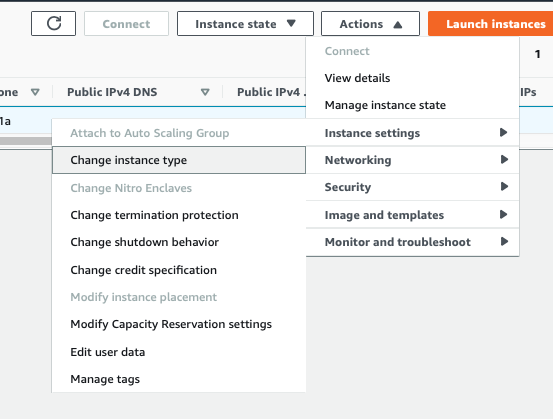 Connect
Instance state
Actions
Launch instances
Connect
1
View details
one
Public IPv4 DNS
Public IPv4 .
IPs
Manage instance state
1a
Attach to Auto Scaling Group
Instance settings
Change instance type
Networking
Change Nitro Enclaves
Security
Change termination protection
Image and templates
Change shutdown behavior
Monitor and troubleshoot
Change credit specification
Modify instance placement
Modify Capacity Reservation settings
Edit user data
Manage tags